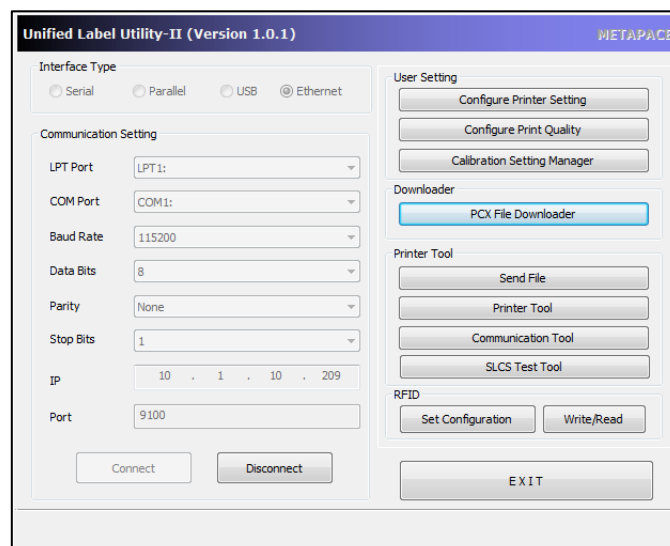 Unified Label Utility-II (Version 1.0.1)
METAPACE
Interface Type
Serial
Parallel
USB
Ethernet
Communication Setting
LPT Port
LPT1:
COM Port
COM1:
Baud Rate
115200
Data Bits
8
Parity
None
Stop Bits
1
IP
10 . 1 . 10 . 209
Port
9100
Connect
Disconnect
User Setting
Configure Printer Setting
Configure Print Quality
Calibration Setting Manager
Downloader
PCX File Downloader
Printer Tool
Send File
Printer Tool
Communication Tool
SLCS Test Tool
RFID
Set Configuration
Write/Read
EXIT